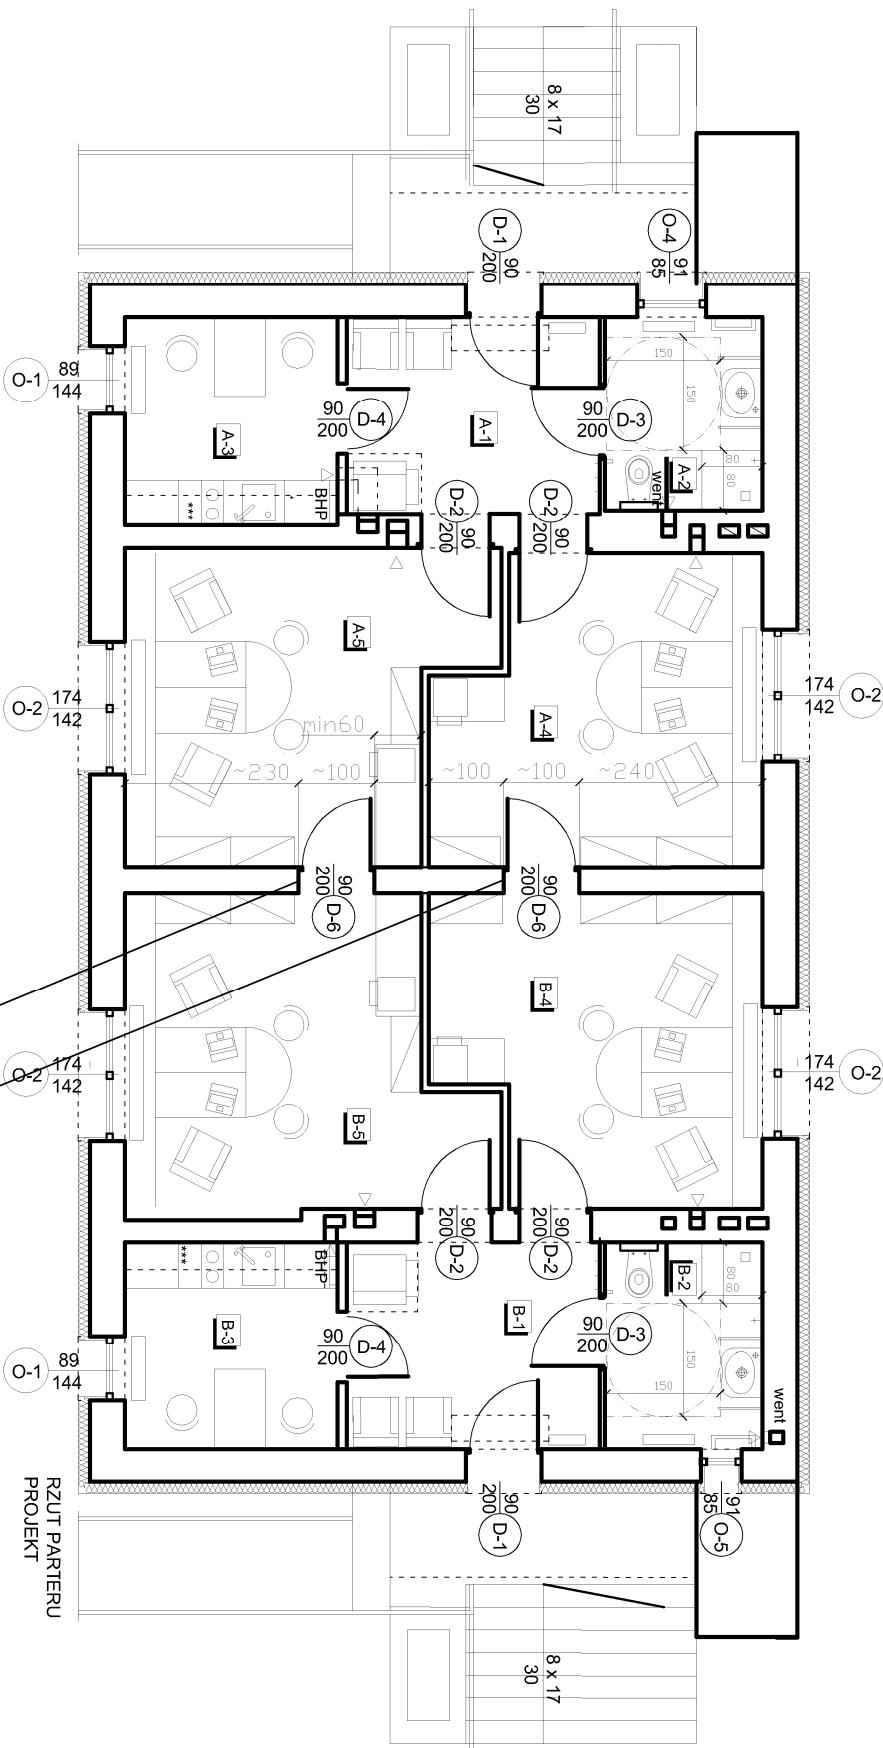 8 x 17
30
D-1
90
200
O-4
91
85
O-1
89
144
A-3
90
200
D-4
A-1
90
200
D-3
150
150
A-2
80
80
went
***
BHP
D-2
90
200
D-2
90
200
A-5
A-4
O-2
174
142
174
142
O-2
min60
~230
~100
~100
~100
~240
90
200
D-6
90
200
D-6
B-4
O-2
174
142
174
142
O-2
B-5
90
200
D-2
90
200
D-2
***
BHP
B-2
80
80
B-3
90
200
D-4
B-1
90
200
D-3
150
150
O-1
89
144
went
90
200
D-1
91
85
O-5
8 x 17
30
RZUT PARTERU
PROJEKT